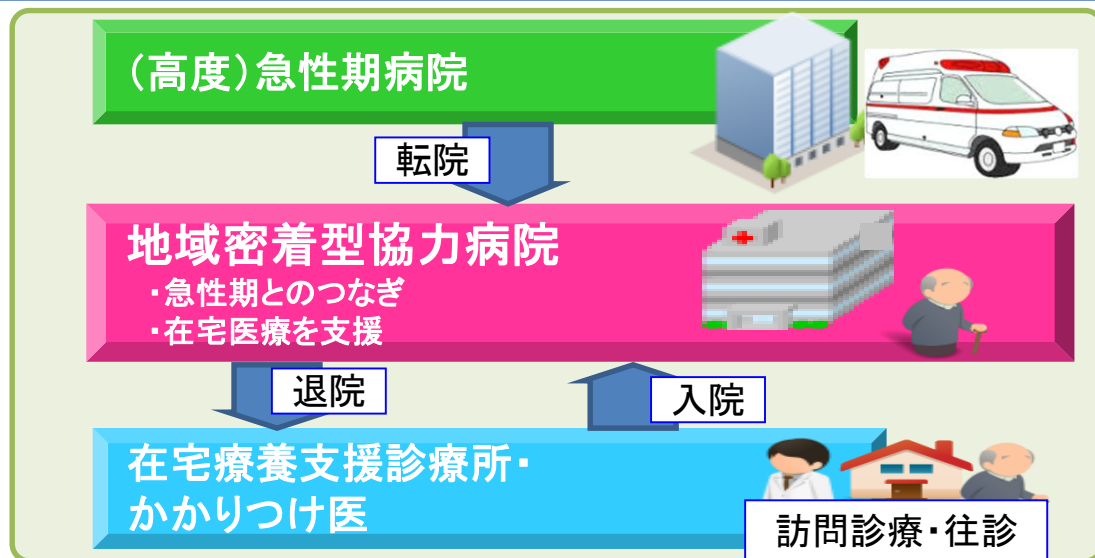 (高度)急性期病院
転院
地域密着型協力病院
・急性期とのつなぎ
・在宅医療を支援
退院
入院
在宅療養支援診療所・
かかりつけ医
訪問診療・往診